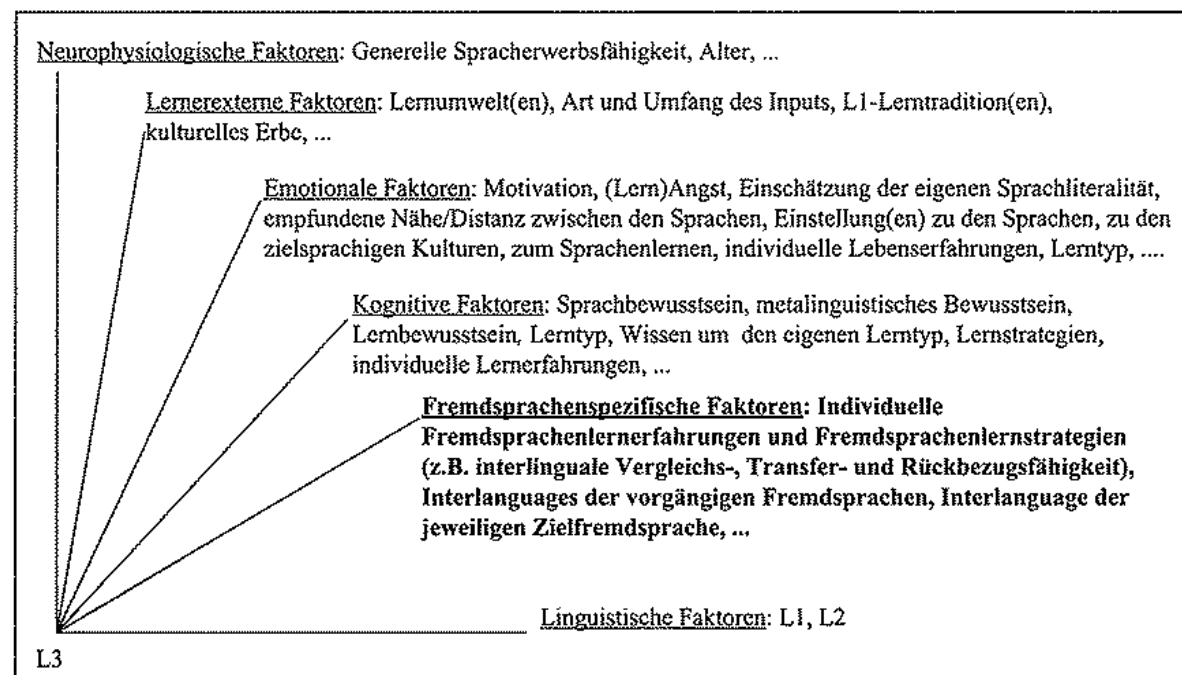 Neurophysiologische Faktoren: Generelle Spracherwerbsfähigkeit, Alter, ...
Lernerexterne Faktoren: Lernumwelt(en), Art und Umfang des Inputs, L1-Lerntradition(en),
kulturelles Erbe, ...
Emotionale Faktoren: Motivation, (Lern)Angst, Einschätzung der eigenen Sprachliteralität,
empfundene Nähe/Distanz zwischen den Sprachen, Einstellung(en) zu den Sprachen, zu den
zielsprachigen Kulturen, zum Sprachenlernen, individuelle Lebenserfahrungen, Lerntyp, ....
Kognitive Faktoren: Sprachbewusstsein, metalinguistisches Bewusstsein,
Lernbewusstsein, Lerntyp, Wissen um den eigenen Lerntyp, Lernstrategien,
individuelle Lernerfahrungen, ...
Fremdsprachenspezifische Faktoren: Individuelle
Fremdsprachenlernerfahrungen und Fremdsprachenlernstrategien
(z.B. interlinguale Vergleichs-, Transfer- und Rückbezugsfähigkeit),
Interlanguages der vorgängigen Fremdsprachen, Interlanguage der
jeweiligen Zielfremdsprache, ...
Linguistische Faktoren: L1, L2
L3